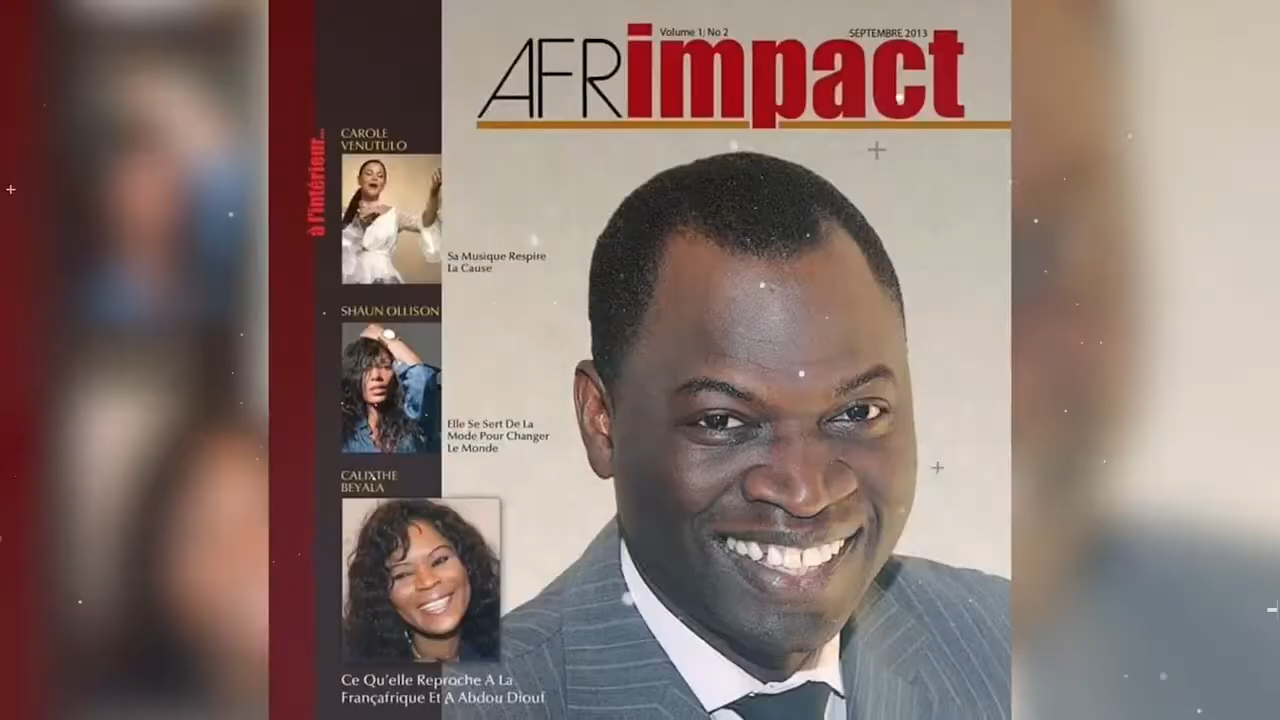 Volume 1; No 2
SEPTEMBRE 2013
AFRimpact
à l'intérieur...
CAROLE
VENUTULO
Sa Musique Respire
La Cause
SHAUN OLLISON
Elle Se Sert De La
Mode Pour Changer
Le Monde
CALIXTHE
BEYALA
Ce Qu'elle Reproche A La
Françafrique Et A Abdou Diouf